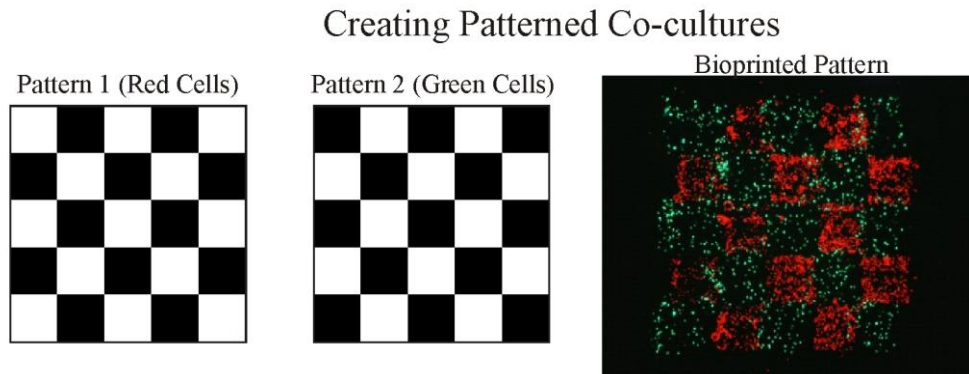 Creating Patterned Co-cultures
Pattern 1 (Red Cells)
Pattern 2 (Green Cells)
Bioprinted Pattern